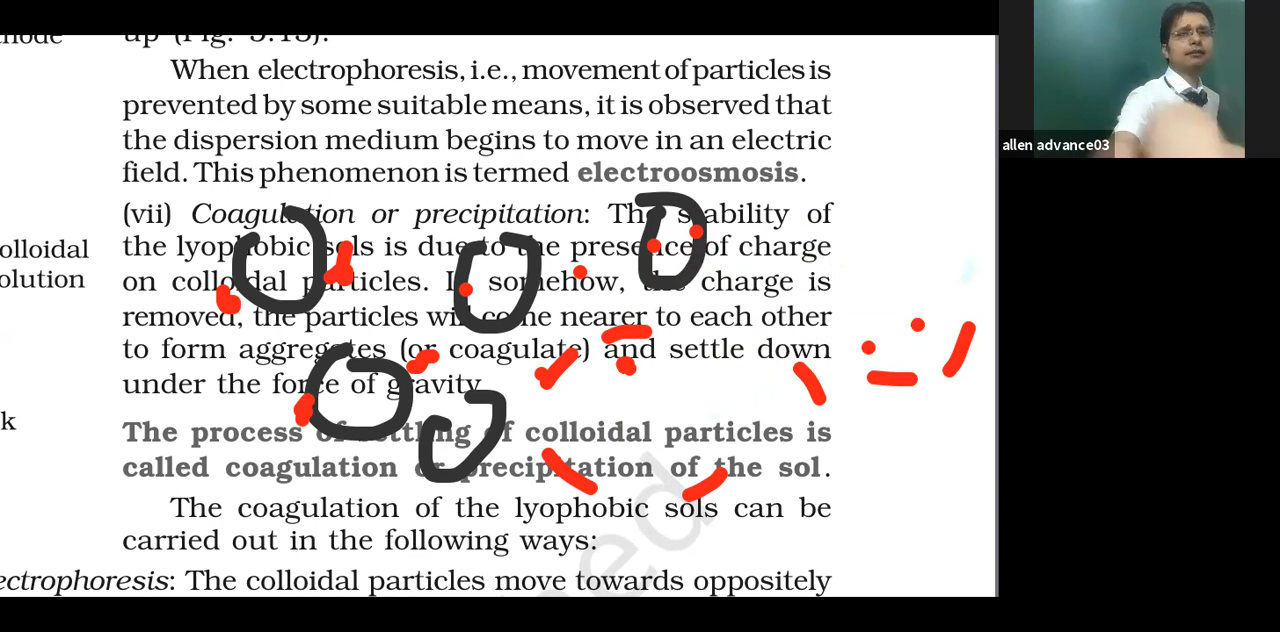 up (Fig. 5.13).
When electrophoresis, i.e., movement of particles is
prevented by some suitable means, it is observed that
the dispersion medium begins to move in an electric
field. This phenomenon is termed electroosmosis.
(vii) Coagulation or precipitation: The stability of
the lyophobic sols is due to the presence of charge
on colloidal particles. If, somehow, the charge is
removed, the particles will come nearer to each other
to form aggregates (or coagulate) and settle down
under the force of gravity.
The process of settling of colloidal particles is
called coagulation or precipitation of the sol.
The coagulation of the lyophobic sols can be
carried out in the following ways:
ectrophoresis: The colloidal particles move towards oppositely
olloidal
olution
k
allen advance03